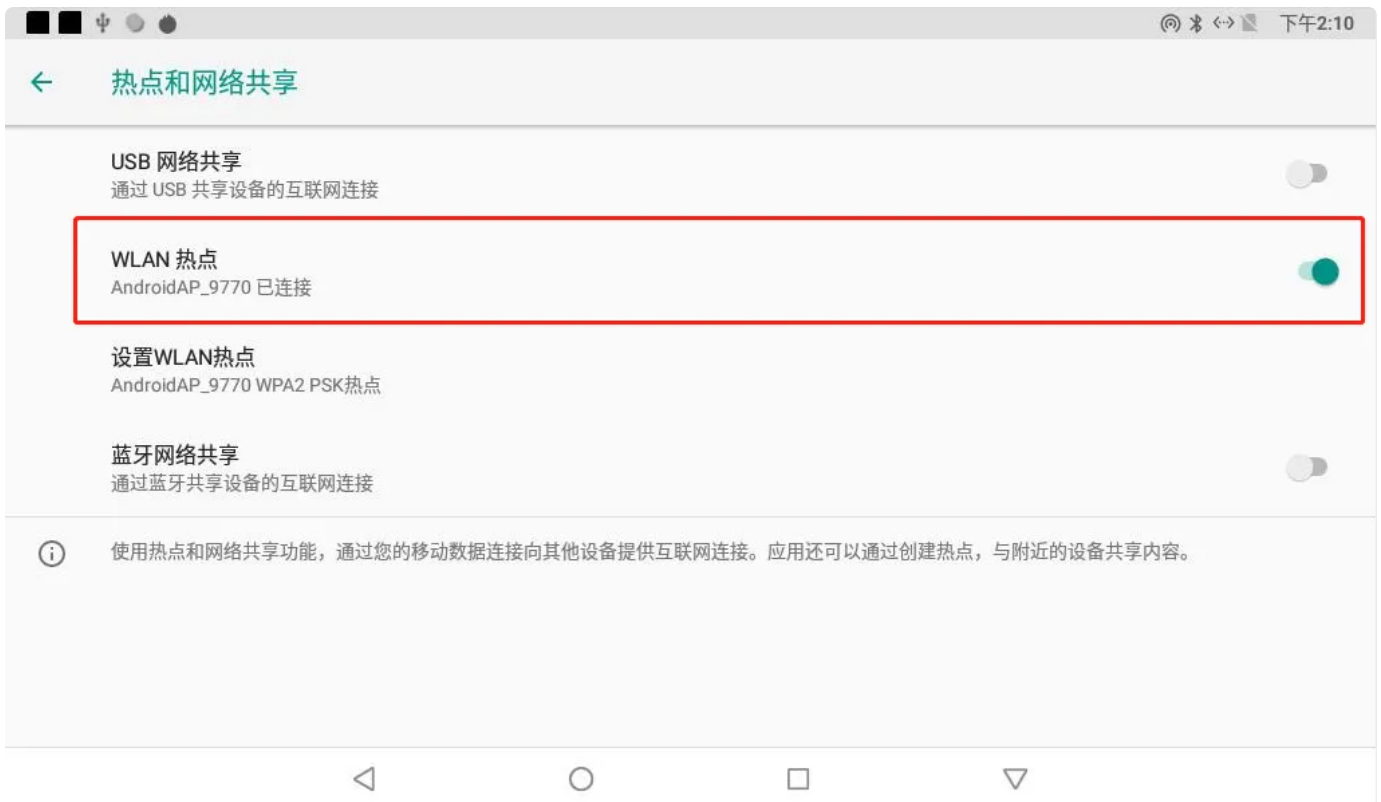 下午2:10
热点和网络共享
USB 网络共享
通过 USB 共享设备的互联网连接
WLAN 热点
AndroidAP_9770 已连接
设置WLAN热点
AndroidAP_9770 WPA2 PSK热点
蓝牙网络共享
通过蓝牙共享设备的互联网连接
使用热点和网络共享功能，通过您的移动数据连接向其他设备提供互联网连接。应用还可以通过创建热点，与附近的设备共享内容。